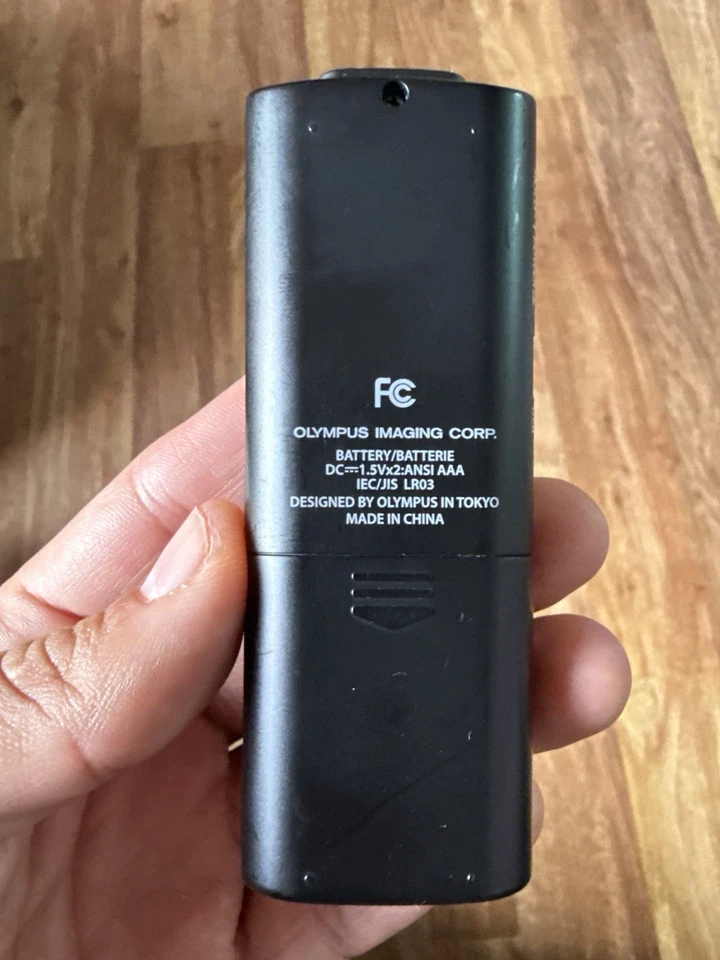 FC
OLYMPUS IMAGING CORP.
BATTERY/BATTERIE
DC⎓1.5Vx2:ANSI AAA
IEC/JIS LR03
DESIGNED BY OLYMPUS IN TOKYO
MADE IN CHINA